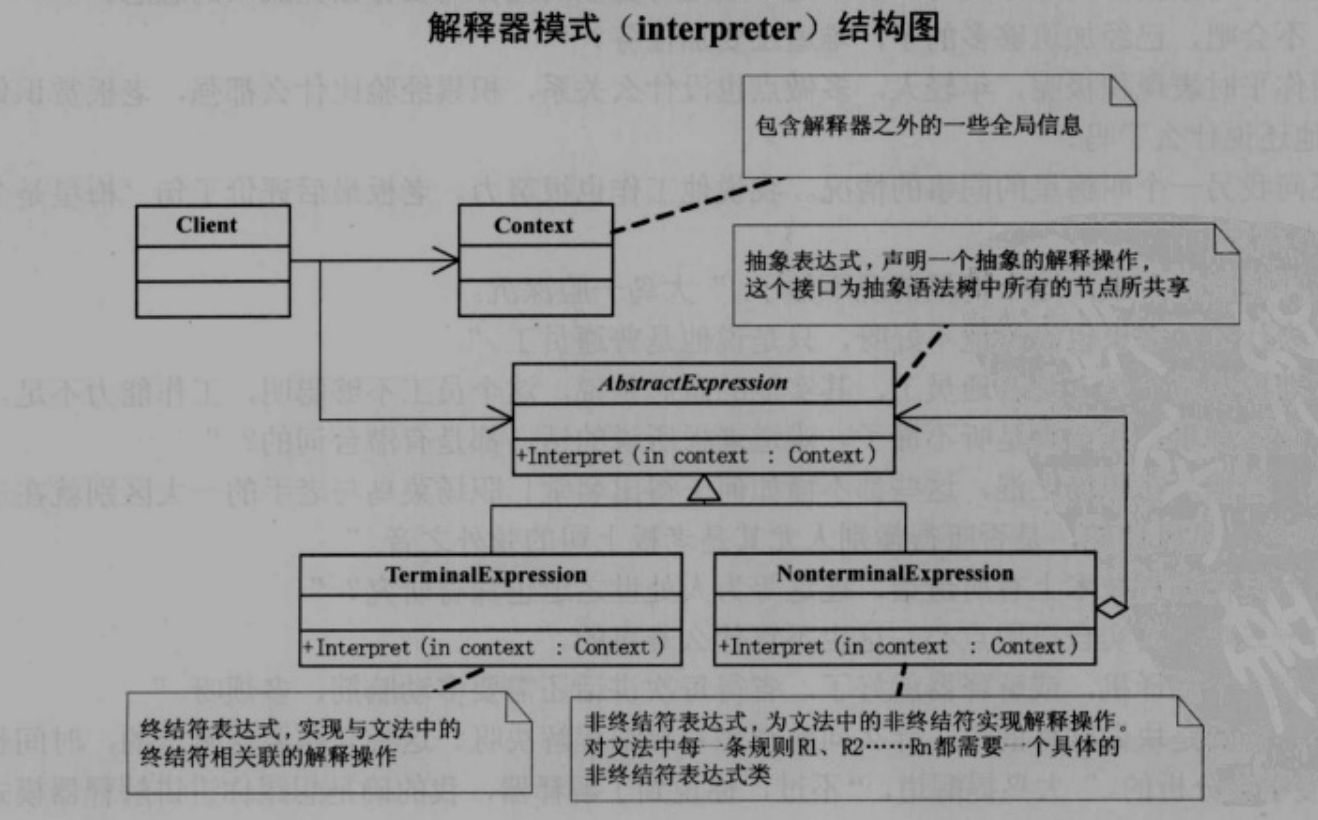 解释器模式（interpreter）结构图
包含解释器之外的一些全局信息
Client
Context
抽象表达式，声明一个抽象的解释操作，
这个接口为抽象语法树中所有的节点所共享
AbstractExpression
+Interpret(in context : Context)
TerminalExpression
NonterminalExpression
+Interpret(in context : Context)
+Interpret(in context : Context)
终结符表达式，实现与文法中的
终结符相关联的解释操作
非终结符表达式，为文法中的非终结符实现解释操作。
对文法中每一条规则R1、R2……Rn都需要一个具体的
非终结符表达式类